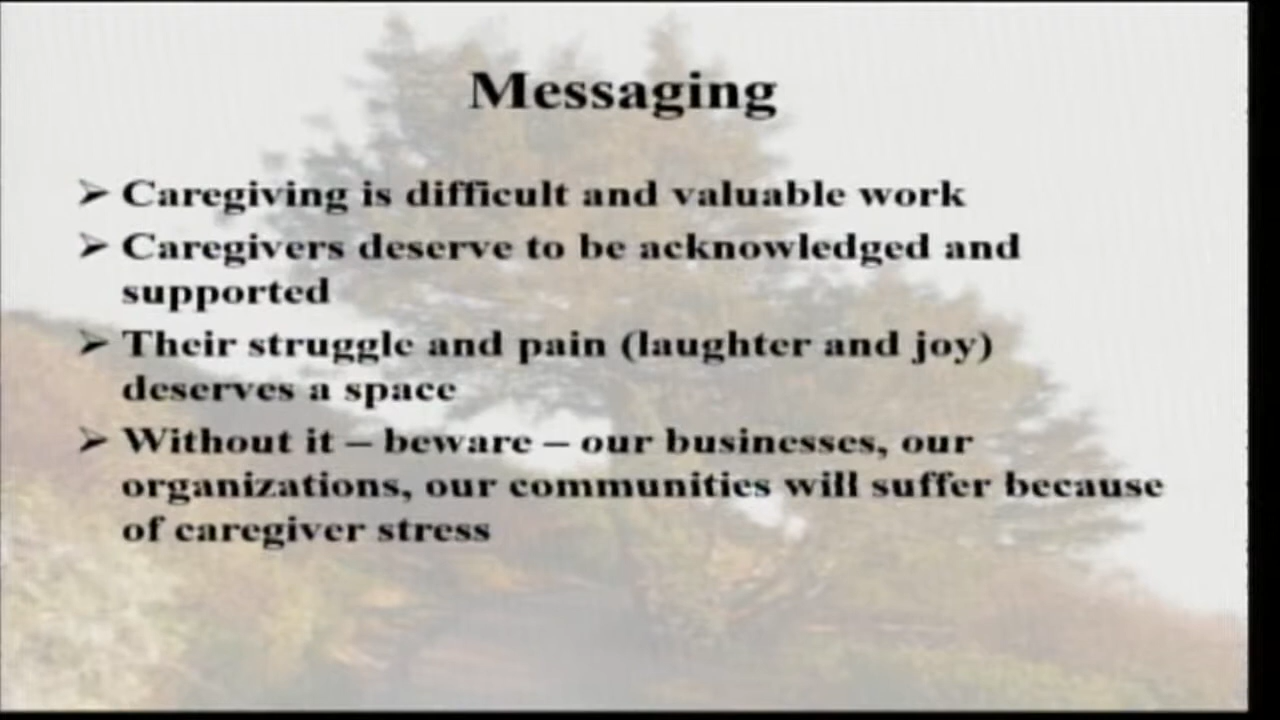 Messaging
➢ Caregiving is difficult and valuable work
➢ Caregivers deserve to be acknowledged and
supported
➢ Their struggle and pain (laughter and joy)
deserves a space
➢ Without it – beware – our businesses, our
organizations, our communities will suffer because
of caregiver stress